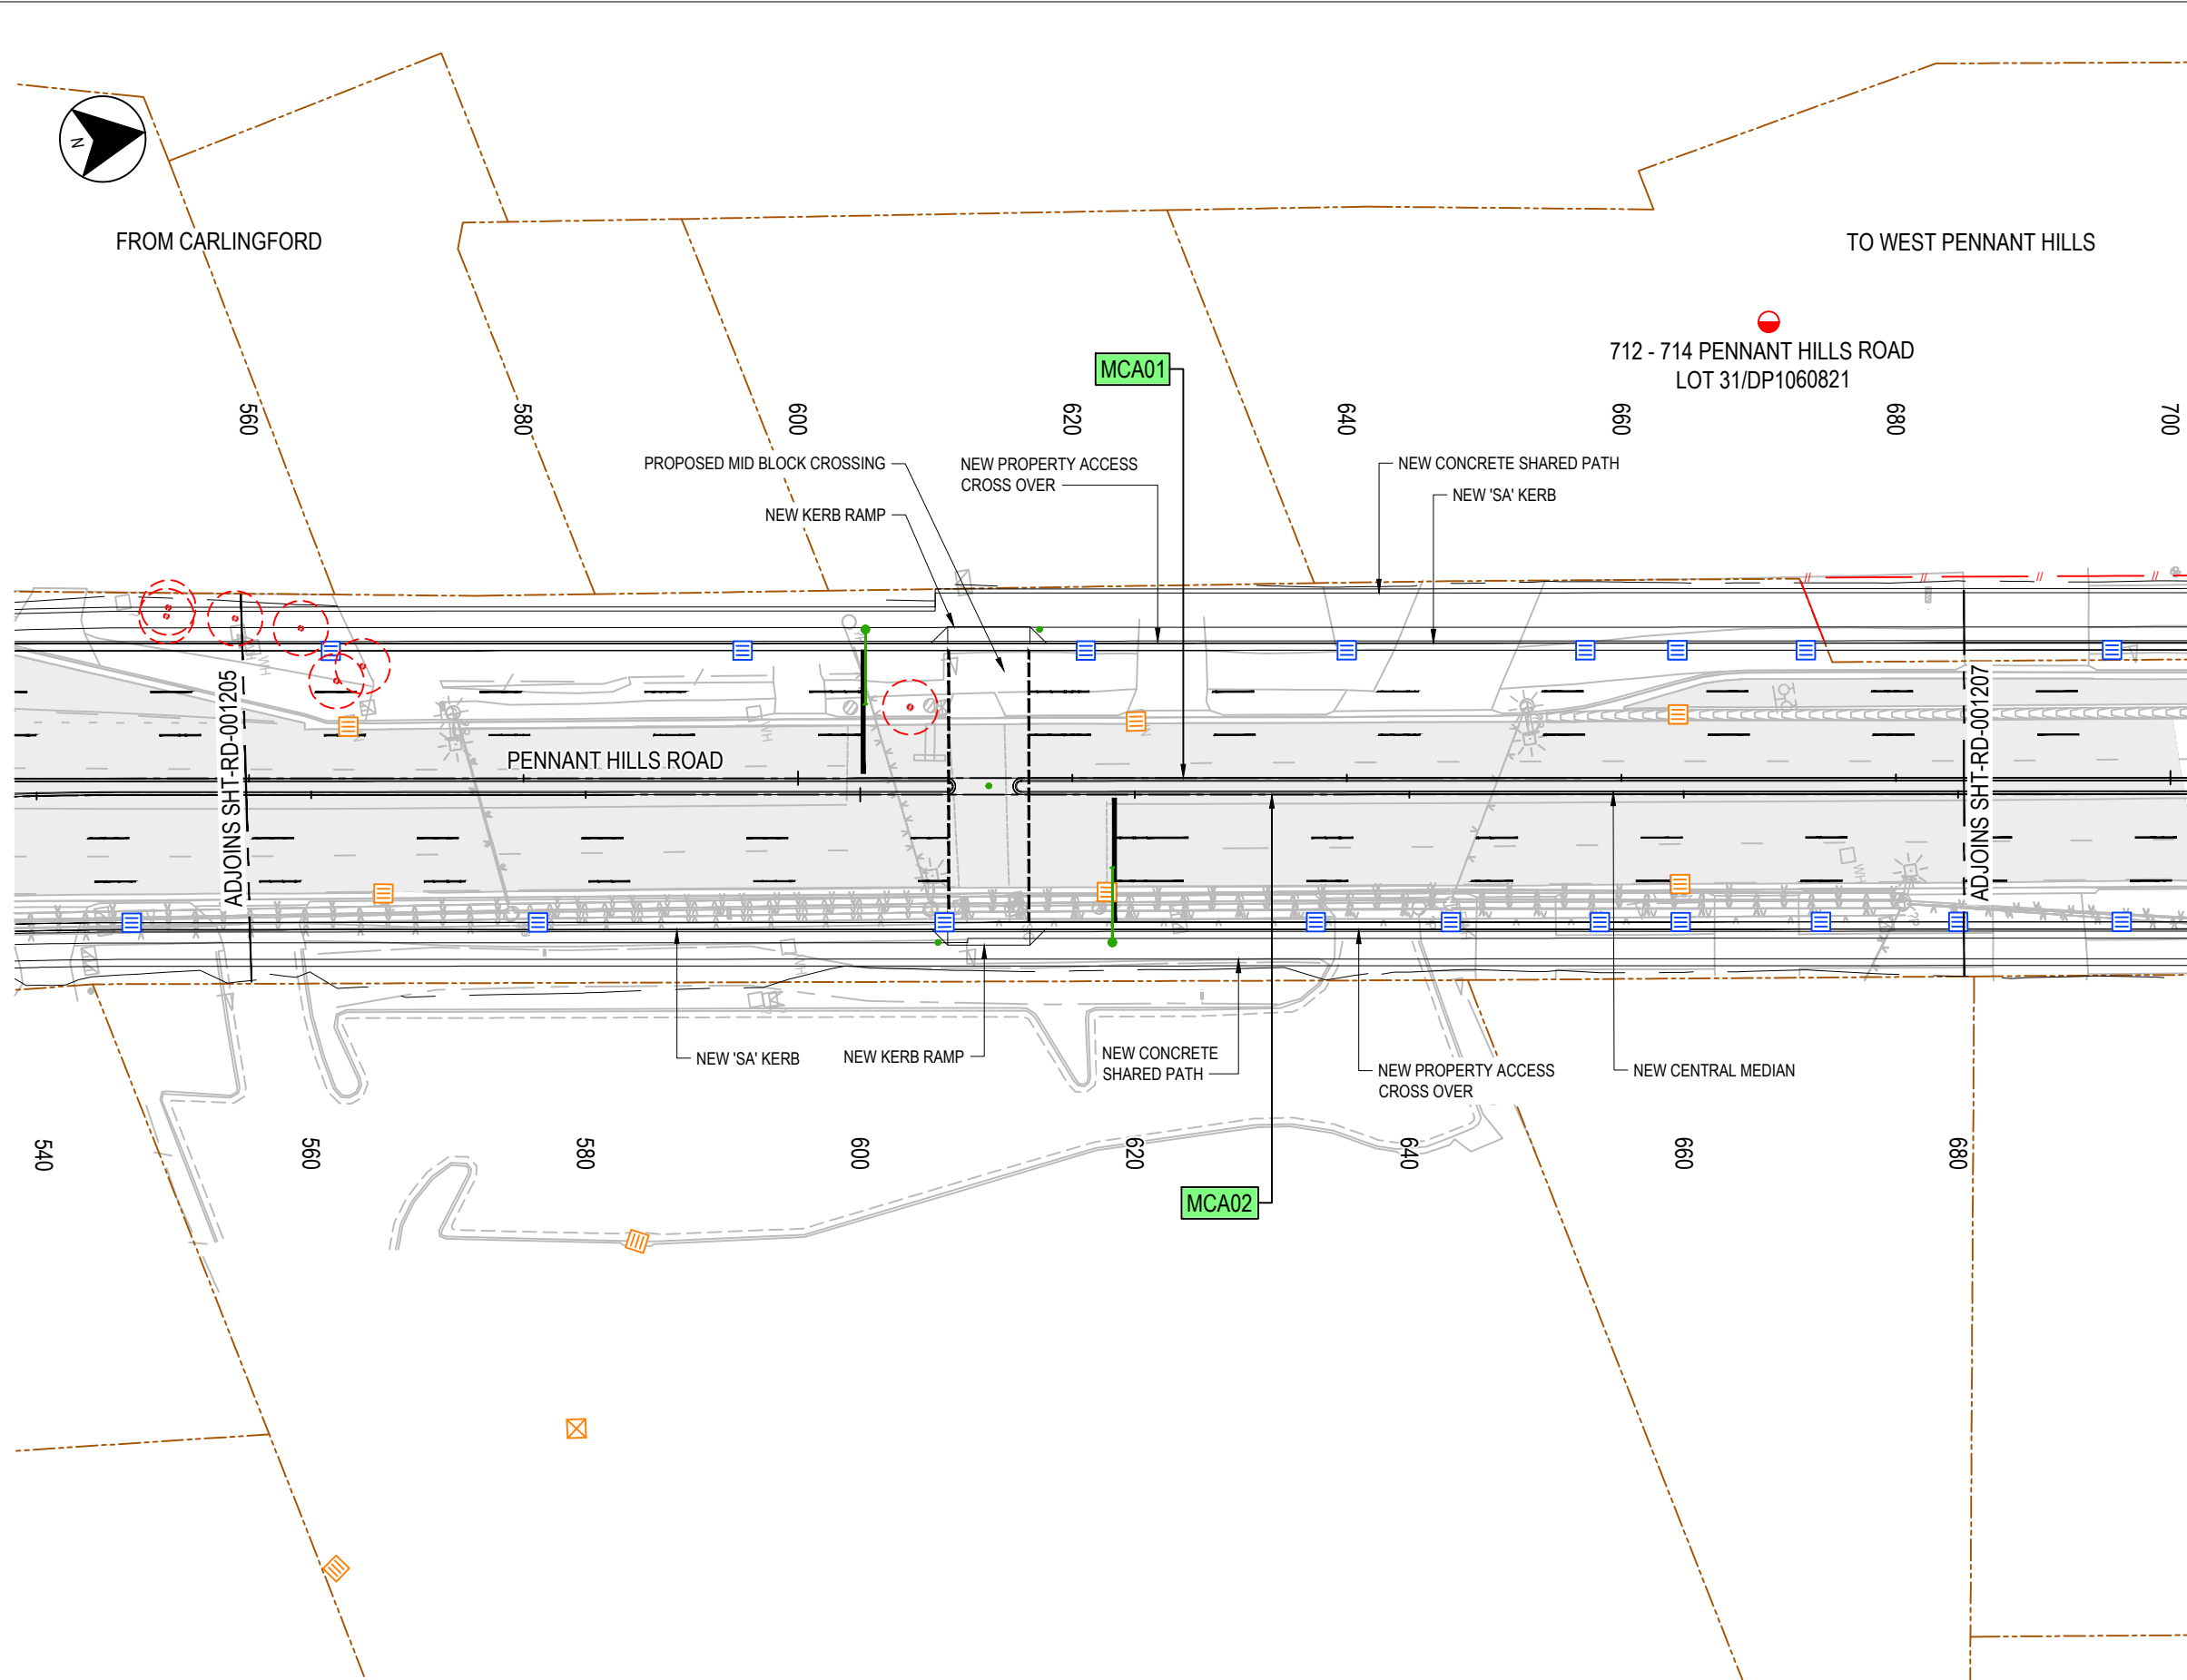 N
FROM CARLINGFORD
TO WEST PENNANT HILLS
712 - 714 PENNANT HILLS ROAD
LOT 31/DP1060821
MCA01
560
580
600
620
640
660
680
700
PROPOSED MID BLOCK CROSSING
NEW PROPERTY ACCESS
CROSS OVER
NEW CONCRETE SHARED PATH
NEW 'SA' KERB
NEW KERB RAMP
ADJOINS SHT-RD-001205
PENNANT HILLS ROAD
ADJOINS SHT-RD-001207
WH
WH
WH
WH
NEW 'SA' KERB
NEW KERB RAMP
NEW CONCRETE
SHARED PATH
NEW PROPERTY ACCESS
CROSS OVER
NEW CENTRAL MEDIAN
540
560
580
600
620
640
660
680
MCA02